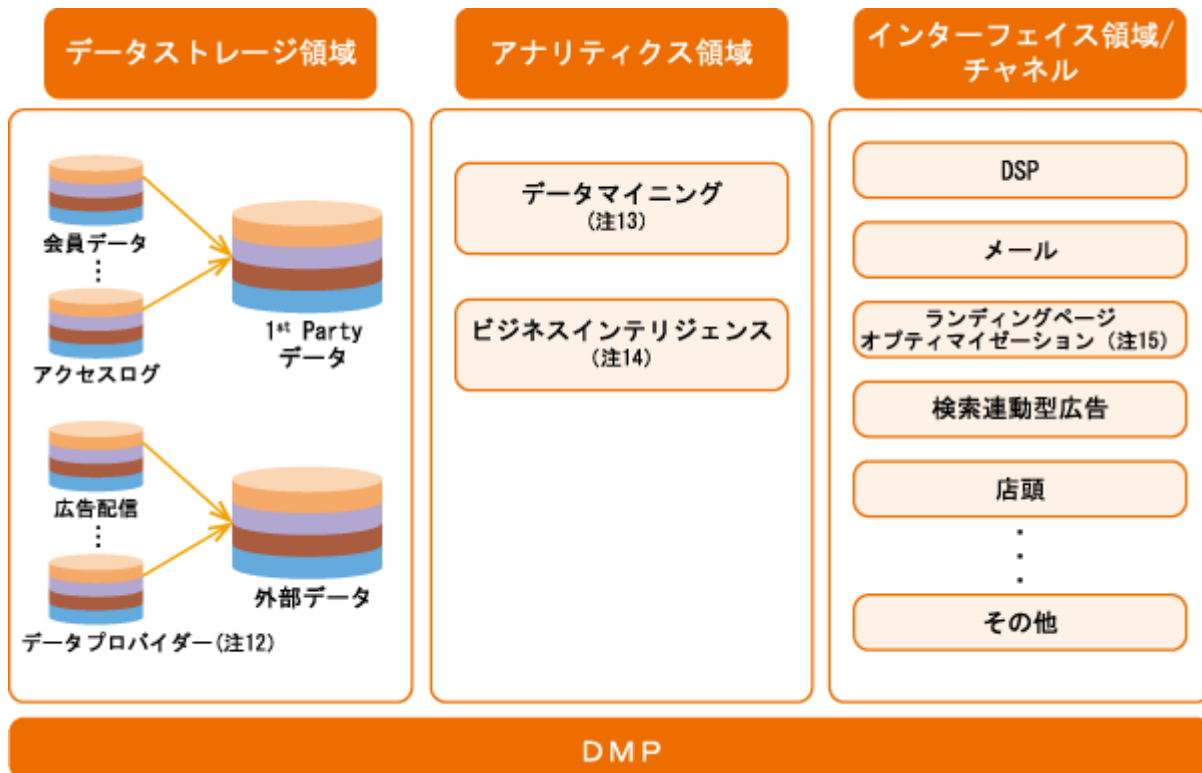 データストレージ領域
アナリティクス領域
インターフェイス領域/
チャネル
会員データ
アクセスログ
1st Party
データ
広告配信
データプロバイダー(注12)
外部データ
データマイニング
(注13)
ビジネスインテリジェンス
(注14)
DSP
メール
ランディングページ
オプティマイゼーション (注15)
検索連動型広告
店頭
その他
DMP